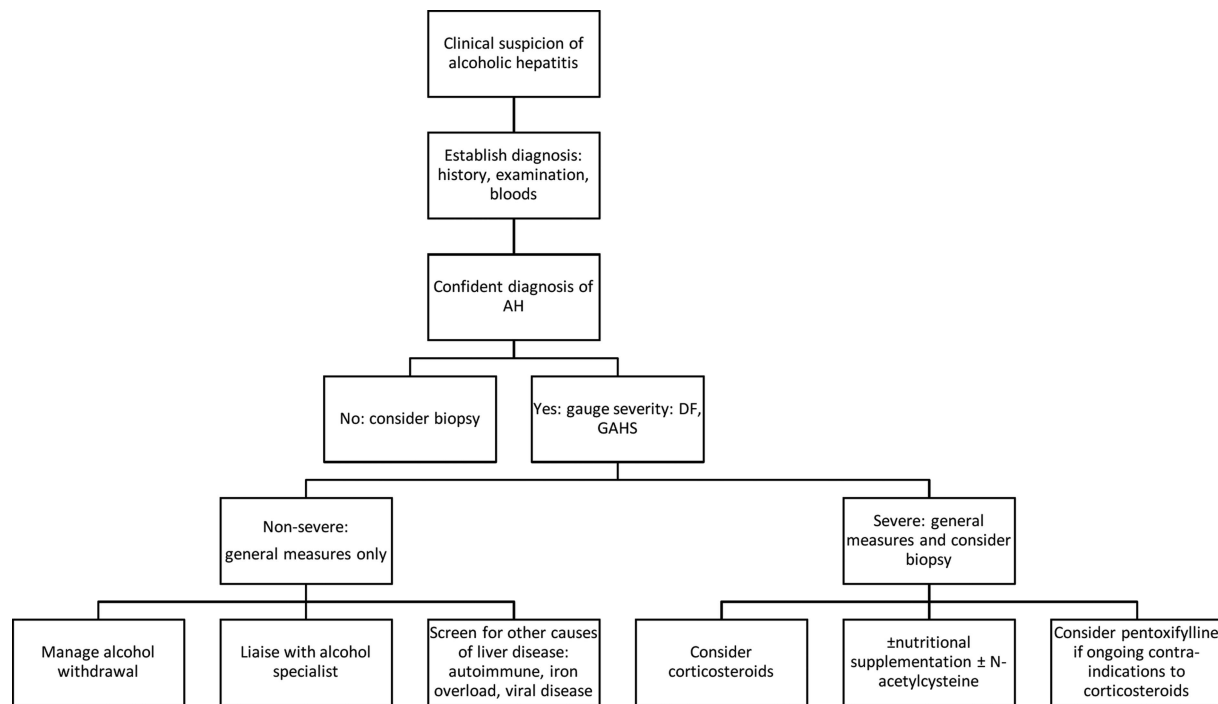 Clinical suspicion of
alcoholic hepatitis
Establish diagnosis:
history, examination,
bloods
Confident diagnosis of
AH
No: consider biopsy
Yes: gauge severity: DF,
GAHS
Non-severe:
general measures only
Severe: general
measures and consider
biopsy
Manage alcohol
withdrawal
Liaise with alcohol
specialist
Screen for other causes
of liver disease:
autoimmune, iron
overload, viral disease
Consider
corticosteroids
±nutritional
supplementation ± N-
acetylcysteine
Consider pentoxifylline
if ongoing contra-
indications to
corticosteroids